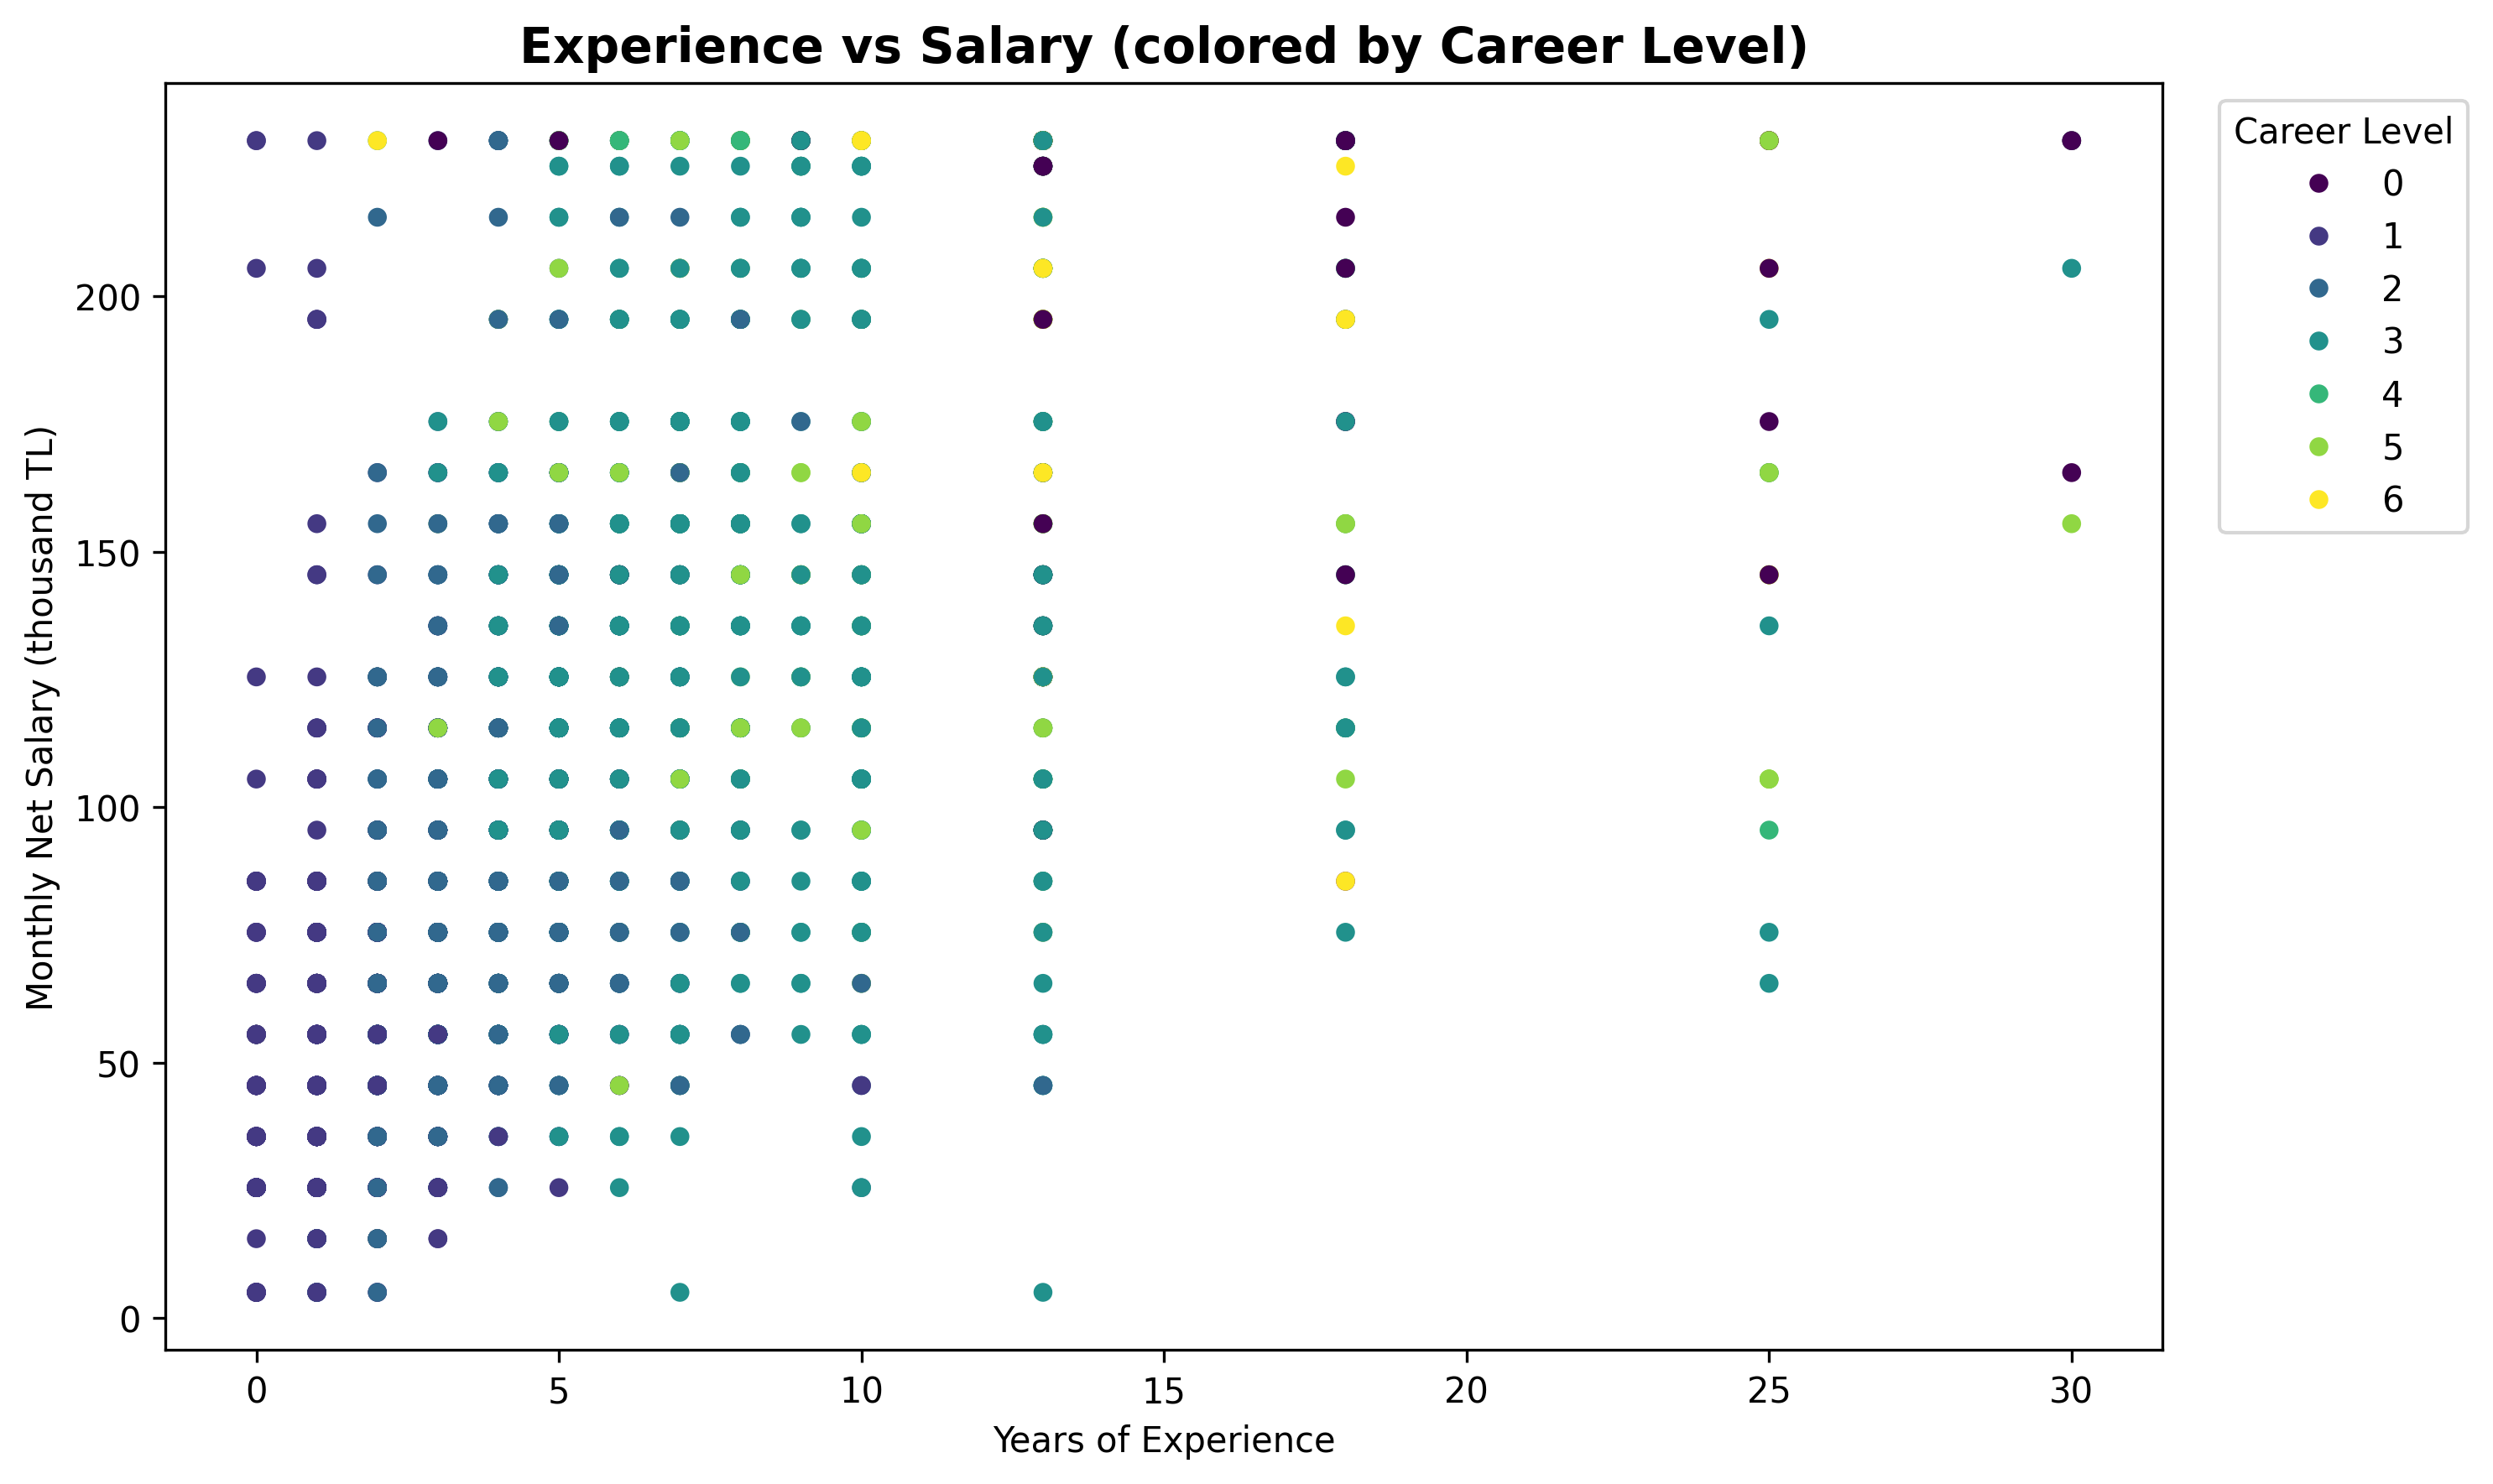 Experience vs Salary (colored by Career Level)
Monthly Net Salary (thousand TL)
200
150
100
50
0
0 5 10 15 20 25 30
Years of Experience
Career Level
0
1
2
3
4
5
6